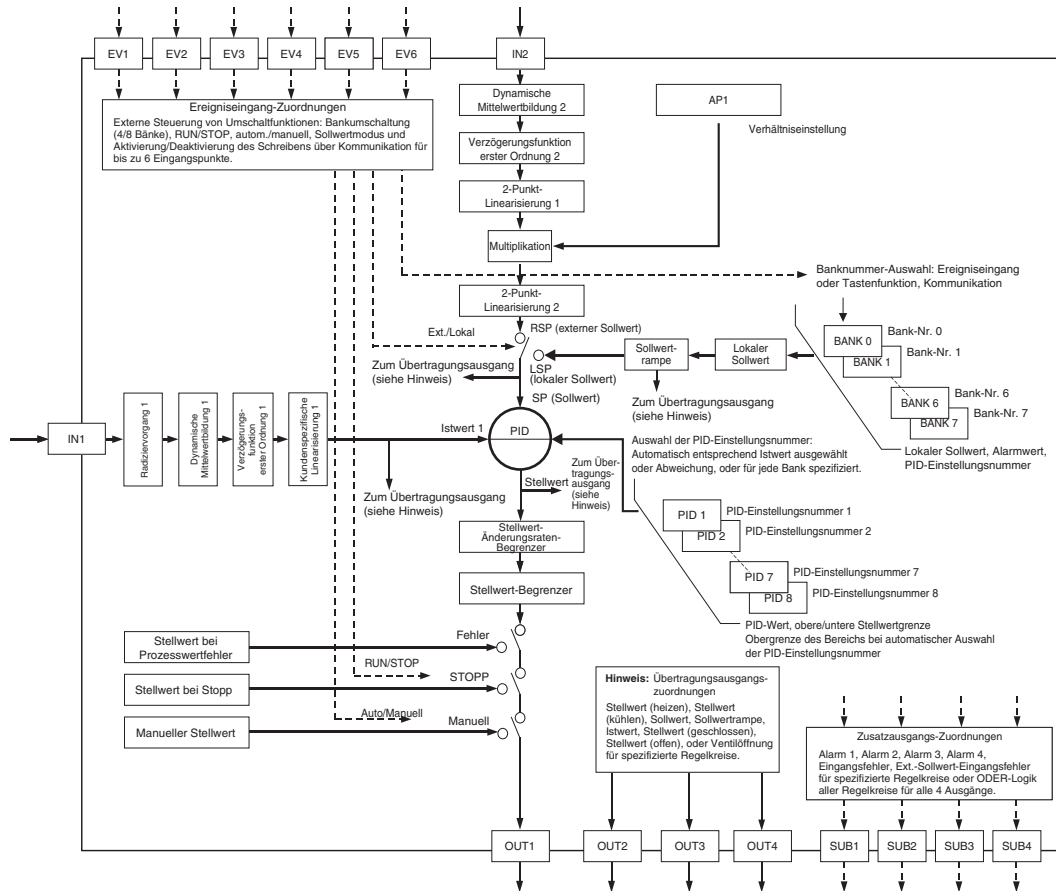 EV1
EV2
EV3
EV4
EV5
EV6
IN2
Ereigniseingang-Zuordnungen
Externe Steuerung von Umschaltfunktionen: Bankumschaltung
(4/8 Bänke), RUN/STOP, autom./manuell, Sollwertmodus und
Aktivierung/Deaktivierung des Schreibens über Kommunikation für
bis zu 6 Eingangspunkte.
Dynamische
Mittelwertbildung 2
AP1
Verhältniseinstellung
Verzögerungsfunktion
erster Ordnung 2
2-Punkt-
Linearisierung 1
Multiplikation
Banknummer-Auswahl: Ereigniseingang
oder Tastenfunktion, Kommunikation
2-Punkt-
Linearisierung 2
Ext./Lokal
RSP (externer Sollwert)
LSP
(lokaler Sollwert)
Zum Übertragungsausgang
(siehe Hinweis)
SP (Sollwert)
Sollwert-
rampe
Lokaler
Sollwert
Zum Übertragungsausgang
(siehe Hinweis)
BANK 0
Bank-Nr. 0
BANK 1
Bank-Nr. 1
BANK 6
Bank-Nr. 6
BANK 7
Bank-Nr. 7
Lokaler Sollwert, Alarmwert,
PID-Einstellungsnummer
IN1
Radiziervorgang 1
Dynamische
Mittelwertbildung 1
Verzögerungs-
funktion
erster Ordnung 1
Kundenspezifische
Linearisierung 1
Istwert 1
PID
Zum Übertragungsausgang
(siehe Hinweis)
Stellwert
Zum Über-
tragungs-
ausgang
(siehe
Hinweis)
Auswahl der PID-Einstellungsnummer:
Automatisch entsprechend Istwert ausgewählt
oder Abweichung, oder für jede Bank spezifiziert.
PID 1
PID-Einstellungsnummer 1
PID 2
PID-Einstellungsnummer 2
PID 7
PID-Einstellungsnummer 7
PID 8
PID-Einstellungsnummer 8
PID-Wert, obere/untere Stellwertgrenze
Obergrenze des Bereichs bei automatischer Auswahl
der PID-Einstellungsnummer
Stellwert-
Änderungsraten-
Begrenzer
Stellwert-Begrenzer
Stellwert bei
Prozesswertfehler
Fehler
RUN/STOP
Stellwert bei Stopp
STOPP
Auto/Manuell
Manueller Stellwert
Manuell
Hinweis: Übertragungsausgangs-
zuordnungen
Stellwert (heizen), Stellwert
(kühlen), Sollwert, Sollwertrampe,
Istwert, Stellwert (geschlossen),
Stellwert (offen), oder Ventilöffnung
für spezifizierte Regelkreise.
Zusatzausgangs-Zuordnungen
Alarm 1, Alarm 2, Alarm 3, Alarm 4,
Eingangsfehler, Ext.-Sollwert-Eingangsfehler
für spezifizierte Regelkreise oder ODER-Logik
aller Regelkreise für alle 4 Ausgänge.
OUT1
OUT2
OUT3
OUT4
SUB1
SUB2
SUB3
SUB4